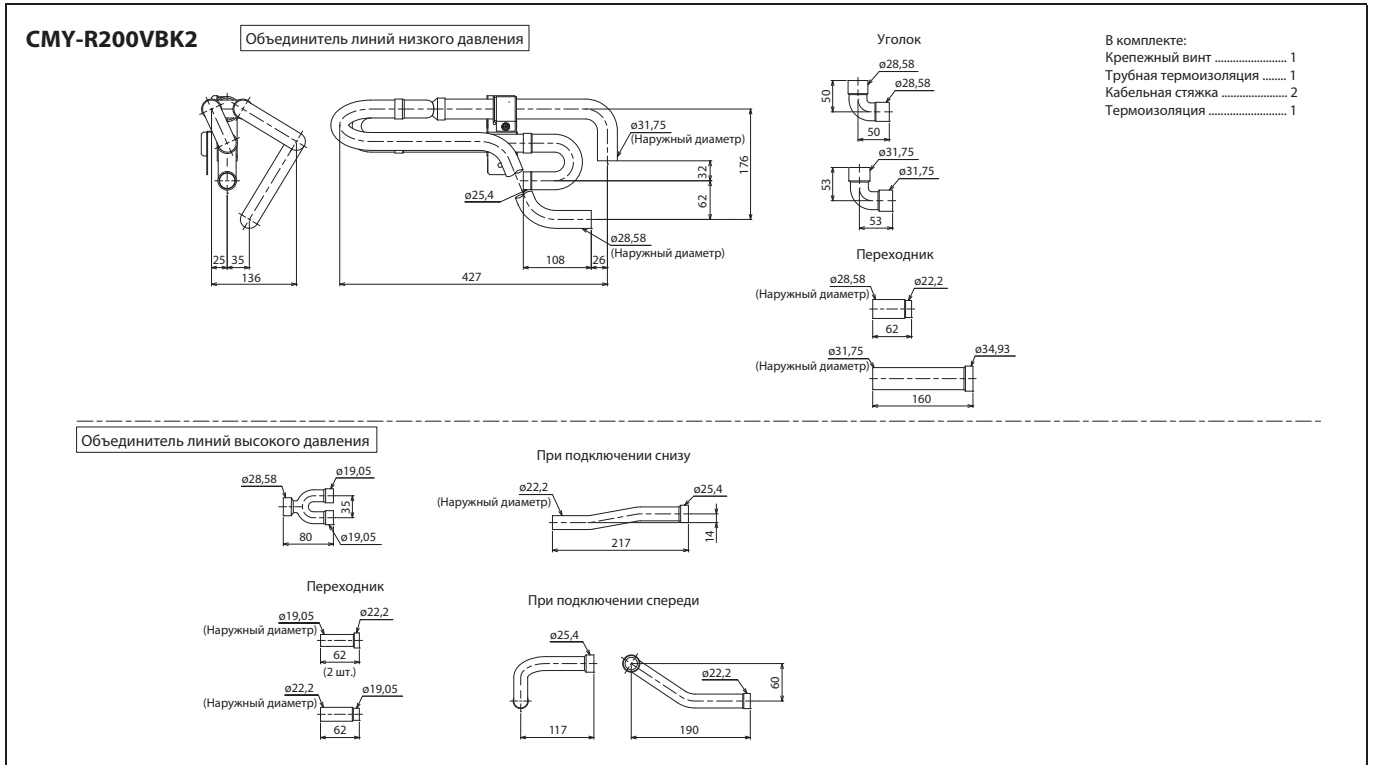 CMY-R200VBK2
Объединитель линий низкого давления
ø31,75
(Наружный диаметр)
176
32
62
ø25,4
ø28,58
(Наружный диаметр)
25
35
136
108
26
427
Уголок
ø28,58
ø28,58
50
50
ø31,75
ø31,75
53
53
Переходник
ø28,58
(Наружный диаметр)
ø22,2
62
ø31,75
(Наружный диаметр)
ø34,93
160
В комплекте:
Крепежный винт ......................... 1
Трубная термоизоляция ........ 1
Кабельная стяжка ....................... 2
Термоизоляция ........................... 1
Объединитель линий высокого давления
ø28,58
ø19,05
35
80
ø19,05
При подключении снизу
ø22,2
(Наружный диаметр)
ø25,4
217
14
Переходник
ø19,05
(Наружный диаметр)
ø22,2
62
(2 шт.)
ø22,2
(Наружный диаметр)
ø19,05
62
При подключении спереди
ø25,4
117
ø22,2
60
190